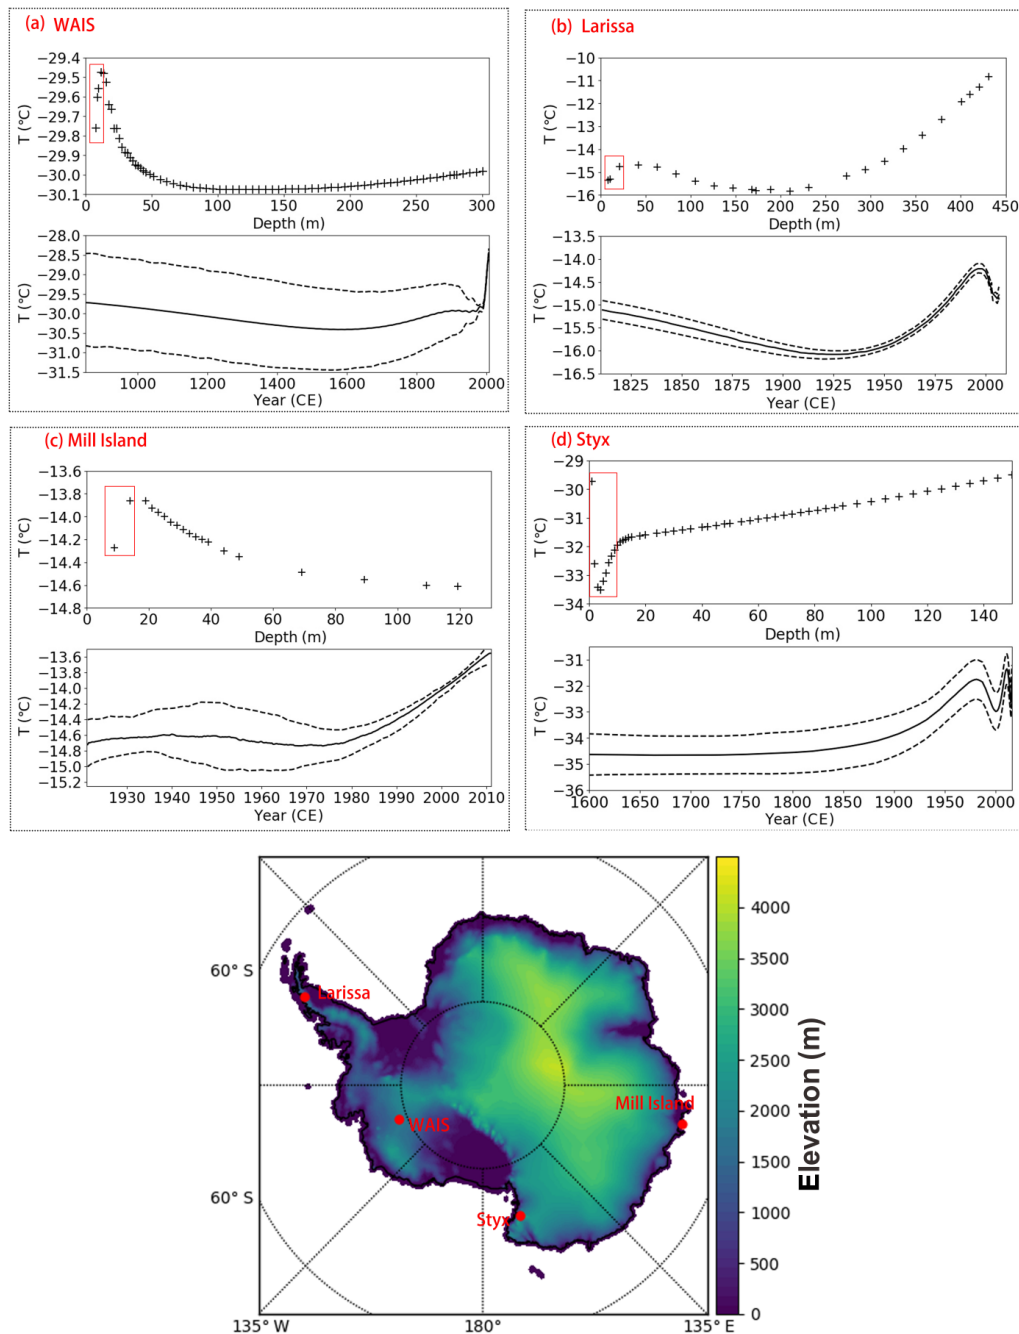 (a) WAIS
−29.4
−29.5
−29.6
−29.7
−29.8
−29.9
−30.0
−30.1
T (°C)
0 50 100 150 200 250 300
Depth (m)
−28.0
−28.5
−29.0
−29.5
−30.0
−30.5
−31.0
−31.5
T (°C)
1000 1200 1400 1600 1800 2000
Year (CE)
(b) Larissa
−10
−11
−12
−13
−14
−15
−16
T (°C)
0 50 100 150 200 250 300 350 400 450
Depth (m)
−13.5
−14.0
−14.5
−15.0
−15.5
−16.0
−16.5
T (°C)
1825 1850 1875 1900 1925 1950 1975 2000
Year (CE)
(c) Mill Island
−13.6
−13.8
−14.0
−14.2
−14.4
−14.6
−14.8
T (°C)
0 20 40 60 80 100 120
Depth (m)
−13.6
−13.8
−14.0
−14.2
−14.4
−14.6
−14.8
−15.0
−15.2
T (°C)
1930 1940 1950 1960 1970 1980 1990 2000 2010
Year (CE)
(d) Styx
−29
−30
−31
−32
−33
−34
T (°C)
0 20 40 60 80 100 120 140
Depth (m)
−31
−32
−33
−34
−35
−36
T (°C)
1600 1650 1700 1750 1800 1850 1900 1950 2000
Year (CE)
135° W 180° 135° E
60° S
Larissa
Mill Island
WAIS
60° S
Styx
135° W 180° 135° E
4000
3500
3000
2500
2000
1500
1000
500
0
Elevation (m)